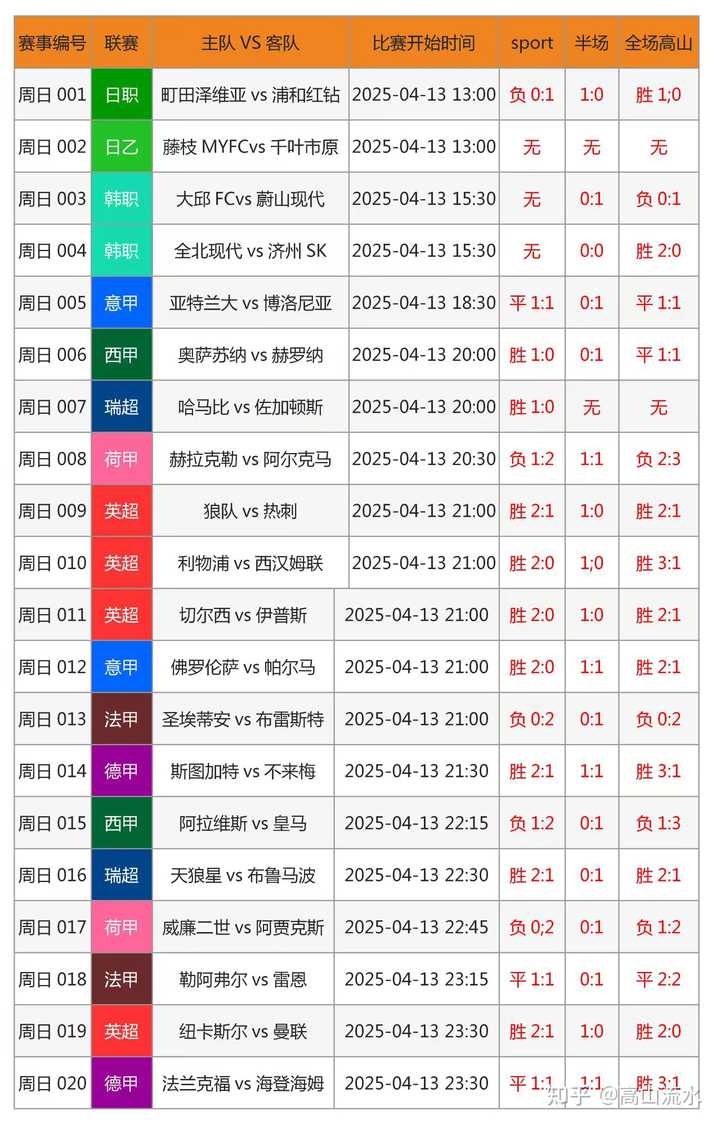 赛事编号 联赛 主队 VS 客队 比赛开始时间 sport 半场 全场高山
周日 001 日职 町田泽维亚 vs 浦和红钻 2025-04-13 13:00 负 0:1 1:0 胜 1;0
周日 002 日乙 藤枝 MYFCvs 千叶市原 2025-04-13 13:00 无 无 无
周日 003 韩职 大邱 FCvs 蔚山现代 2025-04-13 15:30 无 0:1 负 0:1
周日 004 韩职 全北现代 vs 济州 SK 2025-04-13 15:30 无 0:0 胜 2:0
周日 005 意甲 亚特兰大 vs 博洛尼亚 2025-04-13 18:30 平 1:1 0:1 平 1:1
周日 006 西甲 奥萨苏纳 vs 赫罗纳 2025-04-13 20:00 胜 1:0 0:1 平 1:1
周日 007 瑞超 哈马比 vs 佐加顿斯 2025-04-13 20:00 胜 1:0 无 无
周日 008 荷甲 赫拉克勒 vs 阿尔克马 2025-04-13 20:30 负 1:2 1:1 负 2:3
周日 009 英超 狼队 vs 热刺 2025-04-13 21:00 胜 2:1 1:0 胜 2:1
周日 010 英超 利物浦 vs 西汉姆联 2025-04-13 21:00 胜 2:0 1;0 胜 3:1
周日 011 英超 切尔西 vs 伊普斯 2025-04-13 21:00 胜 2:0 1:0 胜 2:1
周日 012 意甲 佛罗伦萨 vs 帕尔马 2025-04-13 21:00 胜 2:0 1:1 胜 2:1
周日 013 法甲 圣埃蒂安 vs 布雷斯特 2025-04-13 21:00 负 0:2 0:1 负 0:2
周日 014 德甲 斯图加特 vs 不来梅 2025-04-13 21:30 胜 2:1 1:1 胜 3:1
周日 015 西甲 阿拉维斯 vs 皇马 2025-04-13 22:15 负 1:2 0:1 负 1:3
周日 016 瑞超 天狼星 vs 布鲁马波 2025-04-13 22:30 胜 2:1 0:1 胜 2:1
周日 017 荷甲 威廉二世 vs 阿贾克斯 2025-04-13 22:45 负 0;2 0:1 负 1:2
周日 018 法甲 勒阿弗尔 vs 雷恩 2025-04-13 23:15 平 1:1 0:1 平 2:2
周日 019 英超 纽卡斯尔 vs 曼联 2025-04-13 23:30 胜 2:1 1:0 胜 2:0
周日 020 德甲 法兰克福 vs 海登海姆 2025-04-13 23:30 平 1:1 1:1 胜 3:1
知乎 @高山流水